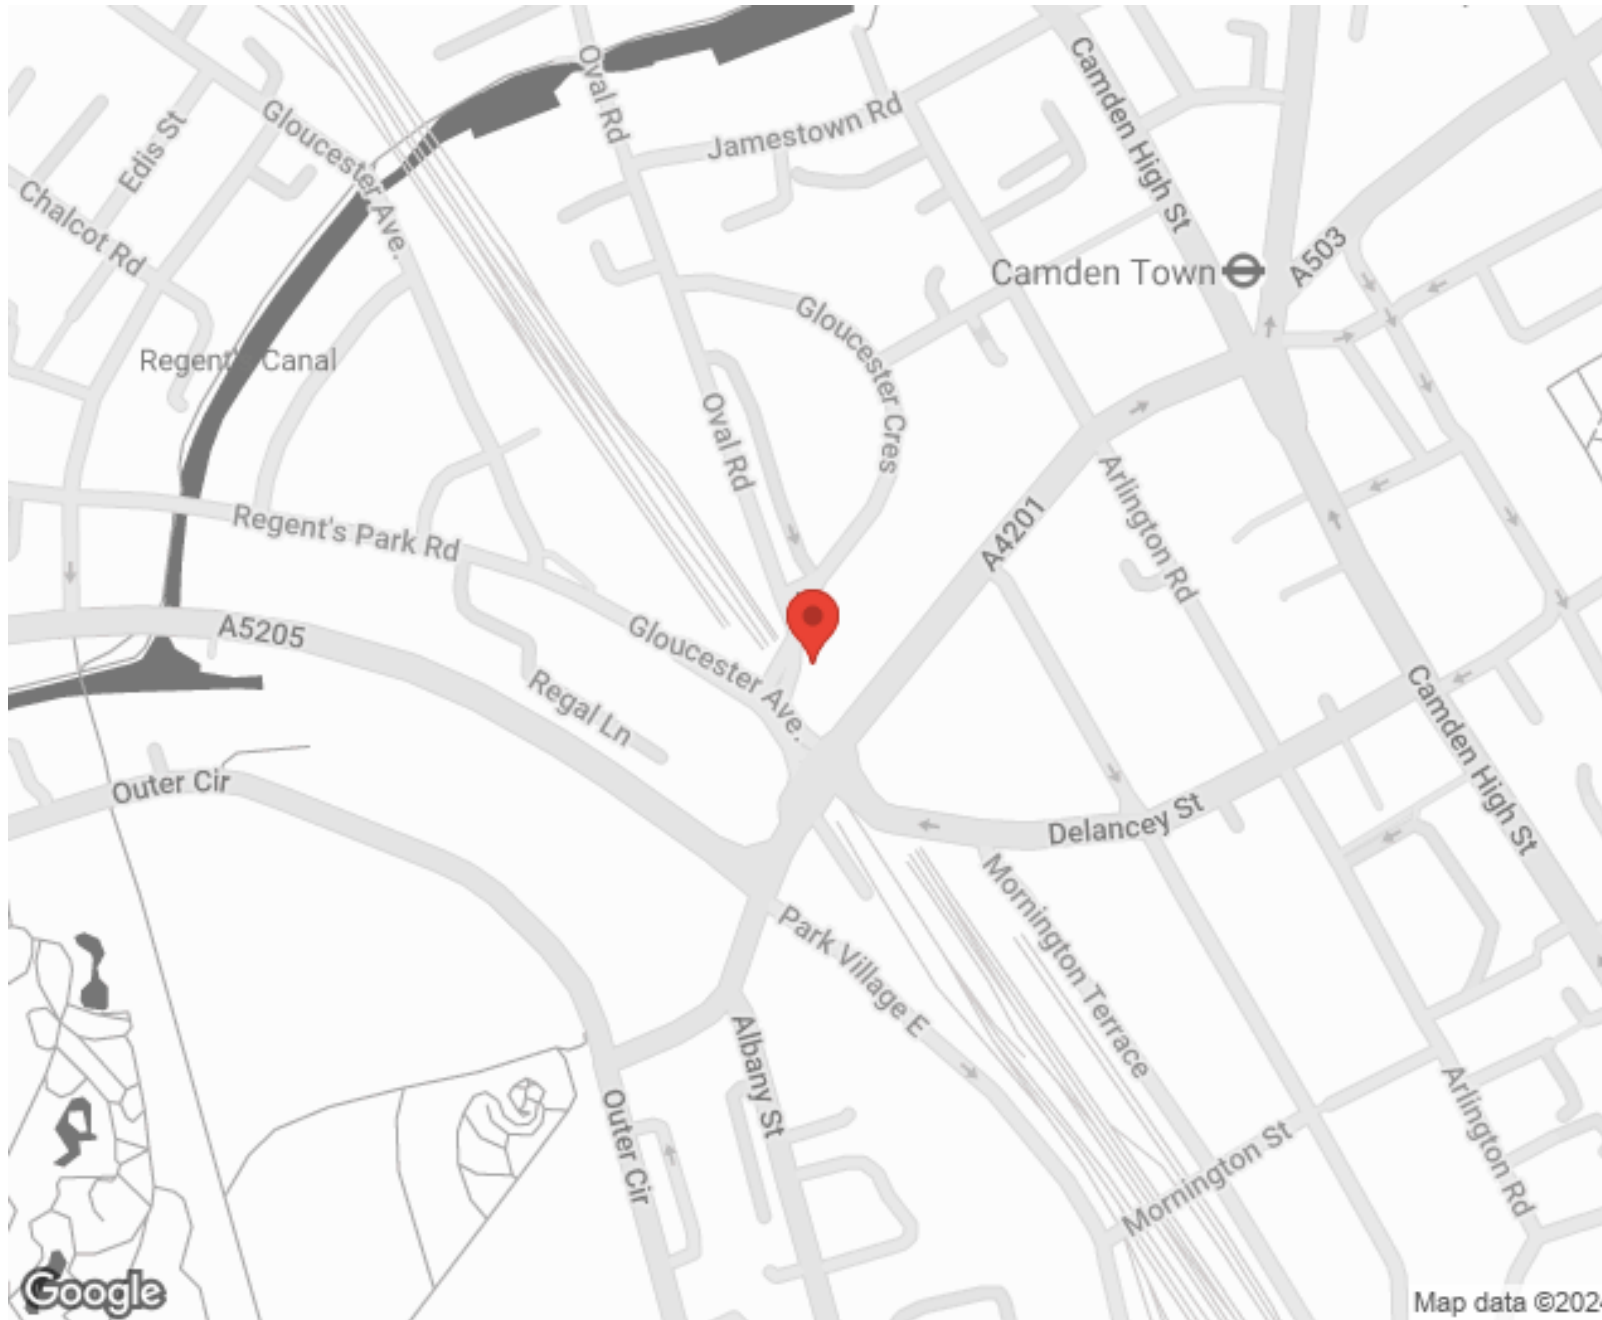 Oval Rd
Camden High St
Gloucester Ave.
Edis St
Jamestown Rd
Chalcot Rd
Camden Town
A503
Gloucester Cres
Regent's Canal
Oval Rd
Arlington Rd
A4201
Regent's Park Rd
A5205
Gloucester Ave.
Regal Ln
Camden High St
Outer Cir
Delancey St
Mornington Terrace
Park Village E
Albany St
Outer Cir
Mornington St
Arlington Rd
Google
Map data ©2024